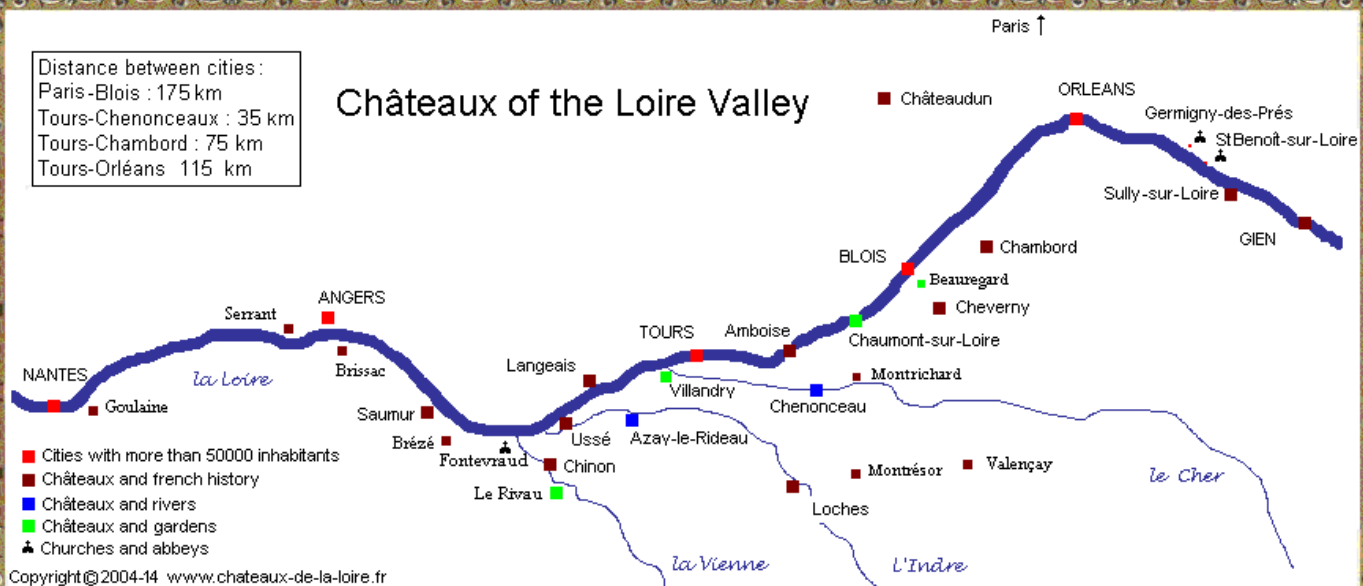 Paris
Distance between cities :
Paris-Blois : 175 km
Tours-Chenonceaux : 35 km
Tours-Chambord : 75 km
Tours-Orléans 115 km
Châteaux of the Loire Valley
Châteaudun
ORLEANS
Germigny-des-Prés
StBenoît-sur-Loire
Sully-sur-Loire
GIEN
Chambord
BLOIS
Beauregard
Cheverny
Chaumont-sur-Loire
Amboise
TOURS
Langeais
Villandry
Montrichard
Chenonceau
ANGERS
Serrant
Brissac
NANTES
la Loire
Goulaine
Saumur
Brézé
Fontevraud
Ussé
Azay-le-Rideau
Chinon
Le Rivau
Montrésor
Valençay
Loches
le Cher
la Vienne
L'Indre
Cities with more than 50000 inhabitants
Châteaux and french history
Châteaux and rivers
Châteaux and gardens
Churches and abbeys
Copyright©2004-14 www.chateaux-de-la-loire.fr